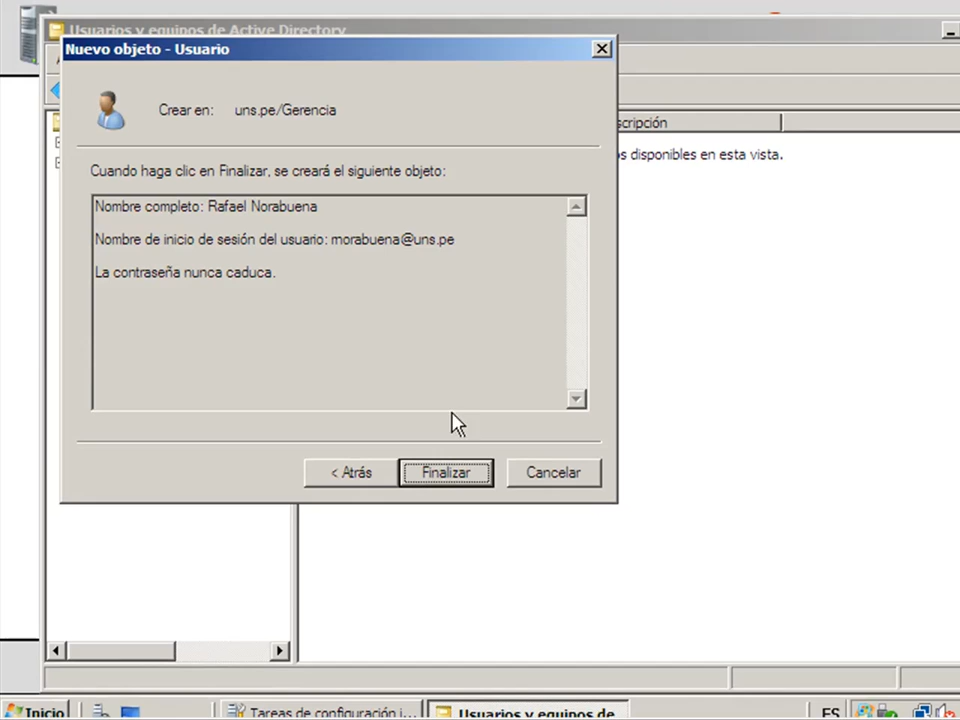 Usuarios y equipos de Active Directory
Nuevo objeto - Usuario
Crear en: uns.pe/Gerencia
scripción
Cuando haga clic en Finalizar, se creará el siguiente objeto:
os disponibles en esta vista.
Nombre completo: Rafael Norabuena
Nombre de inicio de sesión del usuario: morabuena@uns.pe
La contraseña nunca caduca.
< Atrás
Finalizar
Cancelar
Inicio
Tareas de configuración i...
Usuarios y equipos de
ES